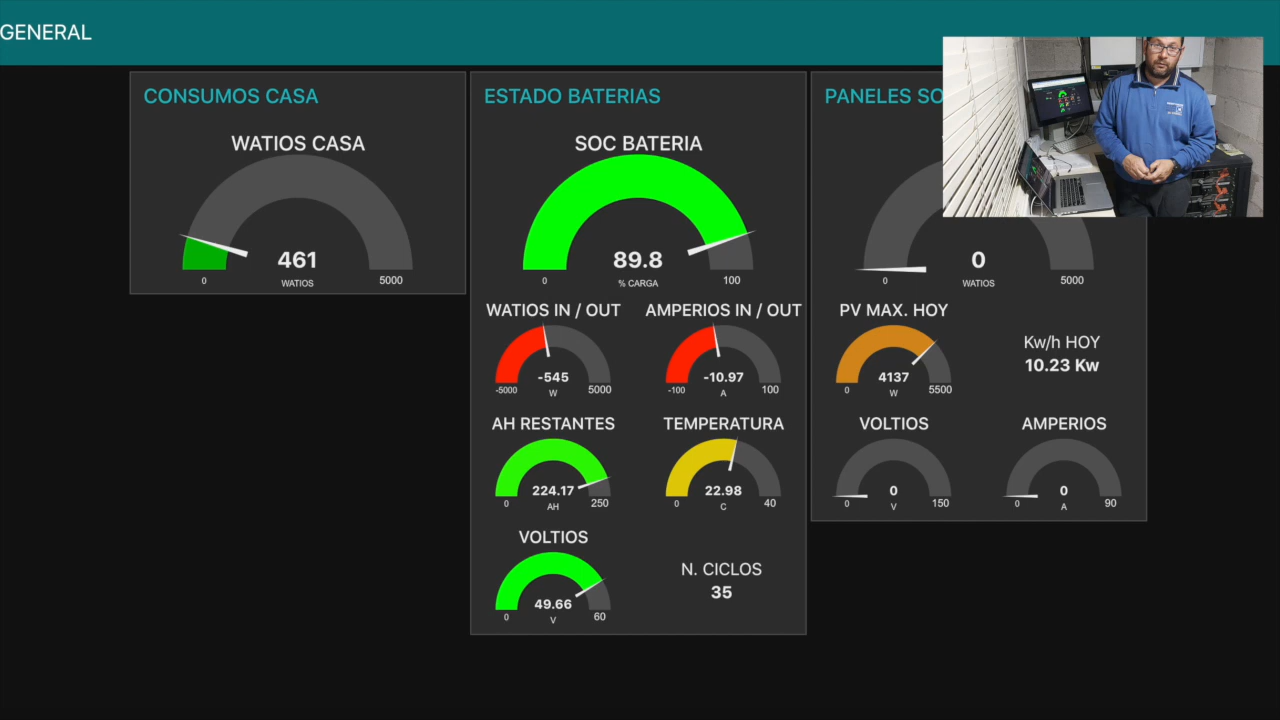 GENERAL
CONSUMOS CASA
WATIOS CASA
461
0
WATIOS
5000
ESTADO BATERIAS
SOC BATERIA
89.8
0
% CARGA
100
WATIOS IN / OUT
-545
-5000
W
5000
AMPERIOS IN / OUT
-10.97
-100
A
100
AH RESTANTES
224.17
0
AH
250
TEMPERATURA
22.98
0
C
40
VOLTIOS
49.66
0
V
60
N. CICLOS
35
PANELES SO
0
0
WATIOS
5000
PV MAX. HOY
4137
0
W
5500
Kw/h HOY
10.23 Kw
VOLTIOS
0
0
V
150
AMPERIOS
0
0
A
90